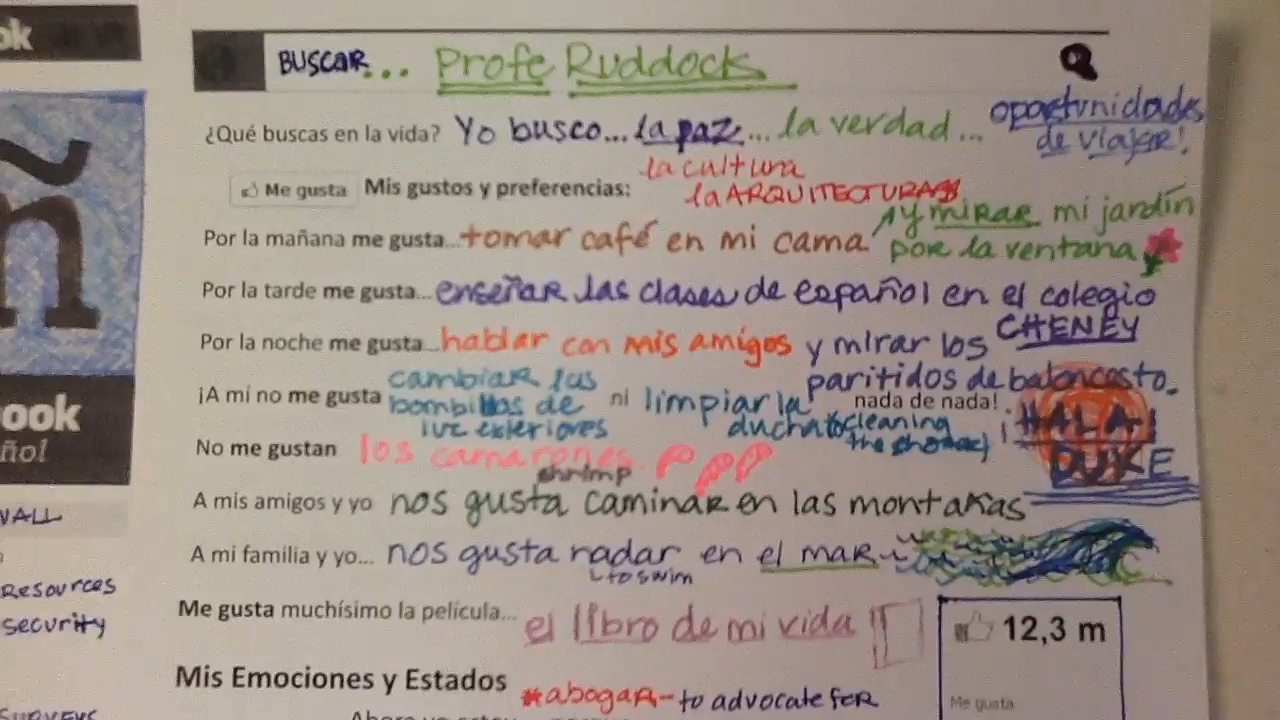 ok
BUSCAR... Profe Ruddock
¿Qué buscas en la vida? Yo busco... la paz... la verdad... oportunidades
de viajar!
la cultura
Me gusta Mis gustos y preferencias: la ARQUITECTURA
y mirar mi jardín
Por la mañana me gusta... tomar café en mi cama por la ventana
Por la tarde me gusta... enseñar las clases de español en el colegio
CHENEY
Por la noche me gusta... hablar con mis amigos y mirar los
paritidos de baloncesto.
¡A mí no me gusta cambiar las bombillas de luz exteriores ni limpiar la ducha nada de nada!
cleaning
the shower
¡HALA!
DUKE
No me gustan los camarones
shrimp
A mis amigos y yo nos gusta caminar en las montañas
A mi familia y yo... nos gusta nadar en el mar
to swim
Me gusta muchísimo la película... el libro de mi vida
12,3 m
Me gusta
Mis Emociones y Estados
*abogar- to advocate for
ñ
ook
ñol
WALL
Resources
security
SURVEYS